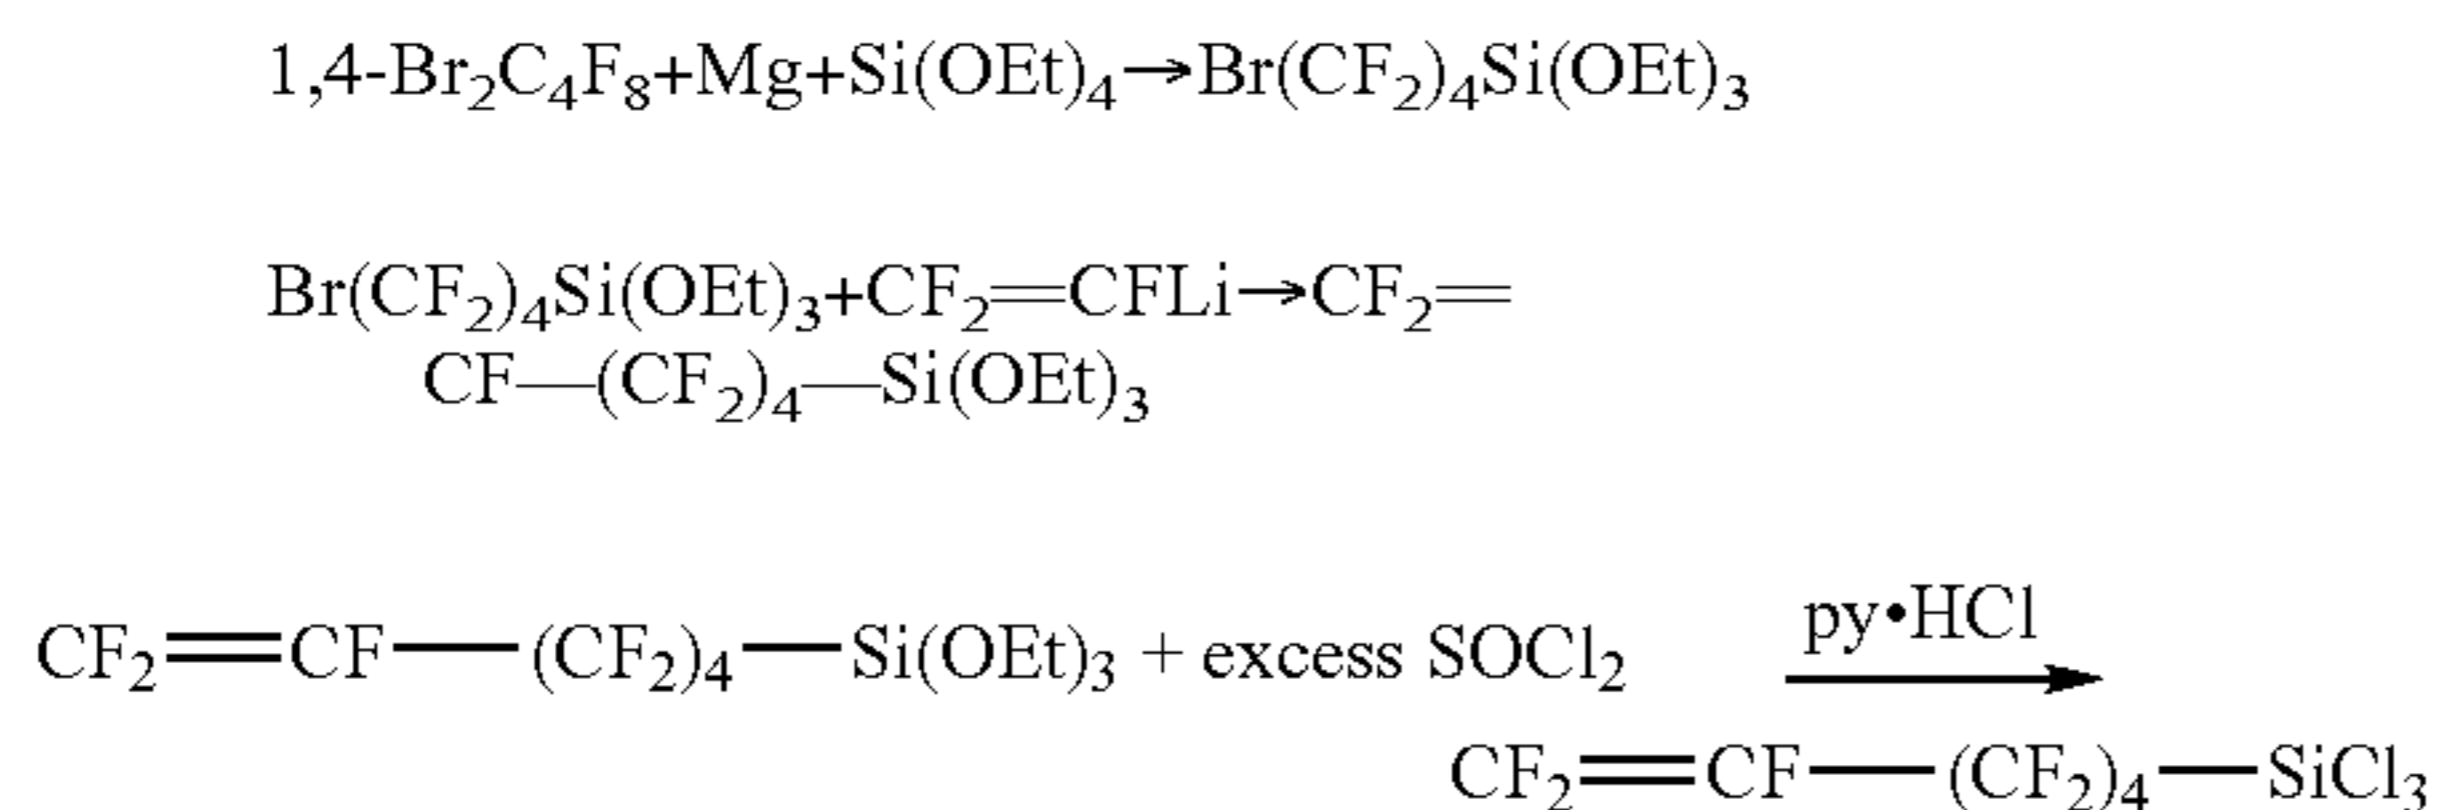 1,4-Br₂C₄F₈+Mg+Si(OEt)₄→Br(CF₂)₄Si(OEt)₃
Br(CF₂)₄Si(OEt)₃+CF₂=CFLi→CF₂=
CF—(CF₂)₄—Si(OEt)₃
py•HCl
CF₂=CF—(CF₂)₄—Si(OEt)₃ + excess SOCl₂ →
CF₂=CF—(CF₂)₄—SiCl₃